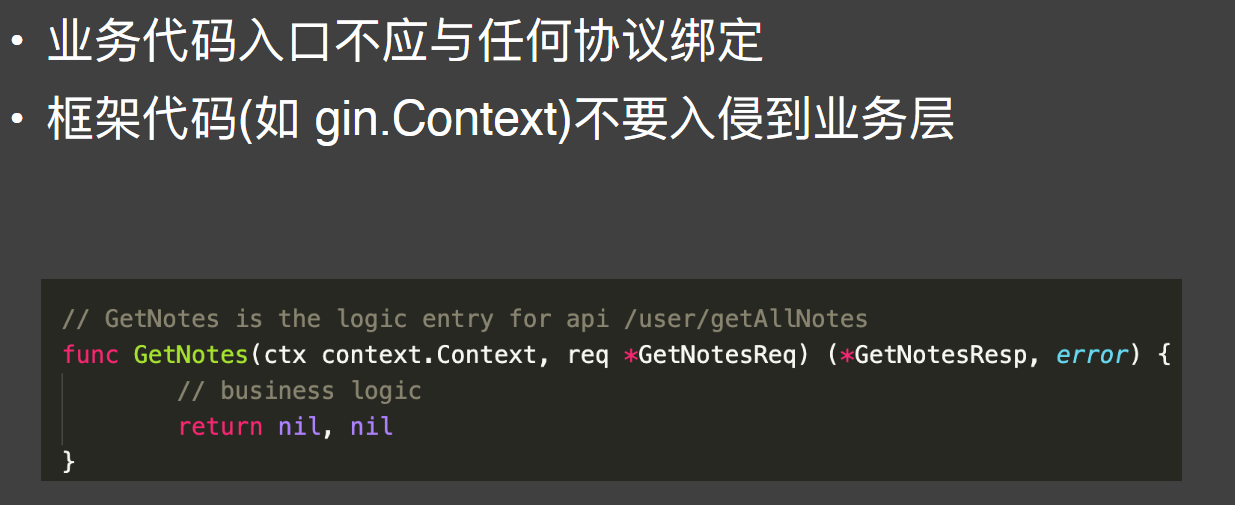 • 业务代码入口不应与任何协议绑定
• 框架代码(如 gin.Context)不要入侵到业务层
// GetNotes is the logic entry for api /user/getAllNotes
func GetNotes(ctx context.Context, req *GetNotesReq) (*GetNotesResp, error) {
// business logic
return nil, nil
}